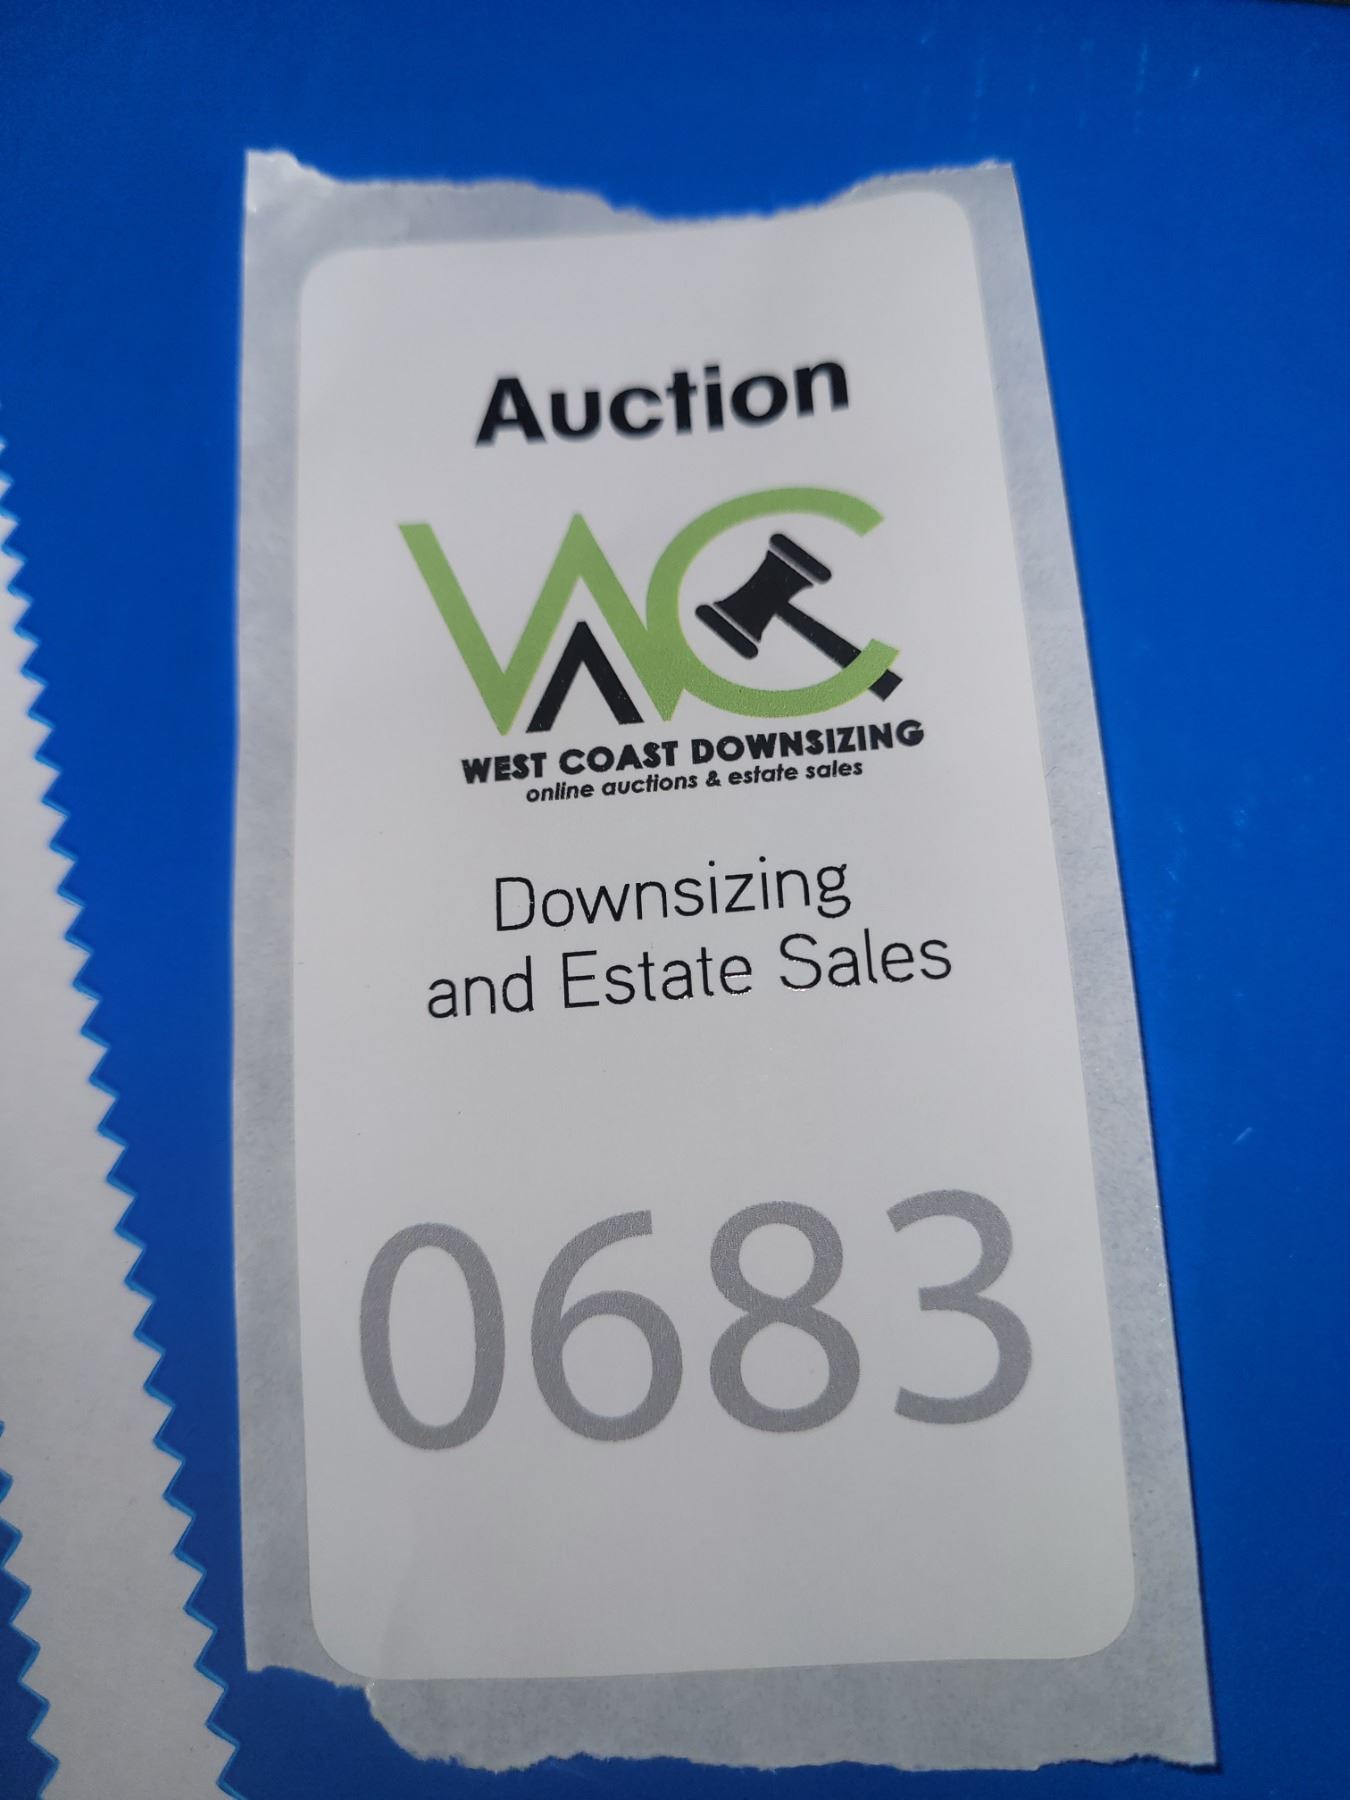 Auction
WC
WEST COAST DOWNSIZING
online auctions & estate sales
Downsizing
and Estate Sales
0683